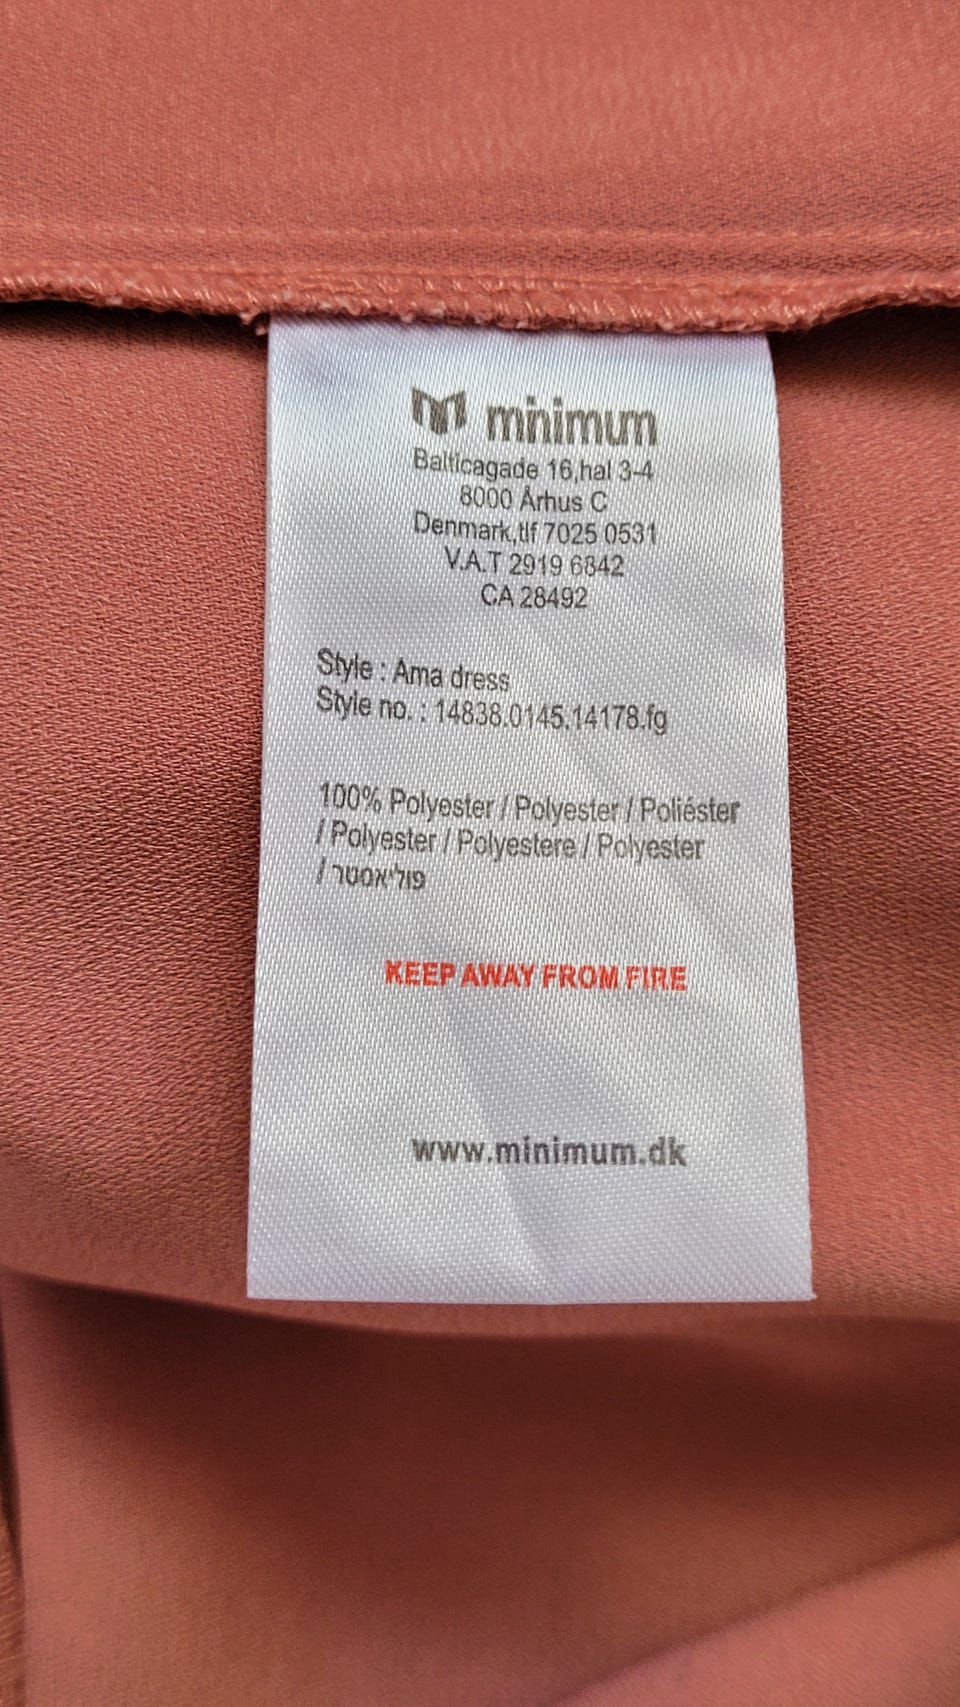 minimum
Balticagade 16,hal 3-4
8000 Århus C
Denmark,tlf 7025 0531
V.A.T 2919 6842
CA 28492
Style : Ama dress
Style no. : 14838.0145.14178.fg
100% Polyester / Polyester / Poliéster
/ Polyester / Polyestere / Polyester
/ פוליאסטר
KEEP AWAY FROM FIRE
www.minimum.dk